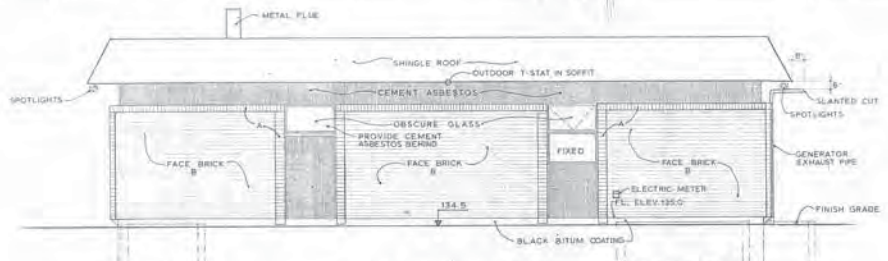 METAL FLUE
SHINGLE ROOF
OUTDOOR T-STAT IN SOFFIT
8"
6"
SPOTLIGHTS
CEMENT ASBESTOS
SLANTED CUT
SPOTLIGHTS
A
OBSCURE GLASS
A
PROVIDE CEMENT
ASBESTOS BEHIND
FIXED
GENERATOR
EXHAUST PIPE
FACE BRICK
B
FACE BRICK
B
FACE BRICK
B
ELECTRIC METER
FL. ELEV. 135.0
134.5
FINISH GRADE
BLACK BITUM COATING